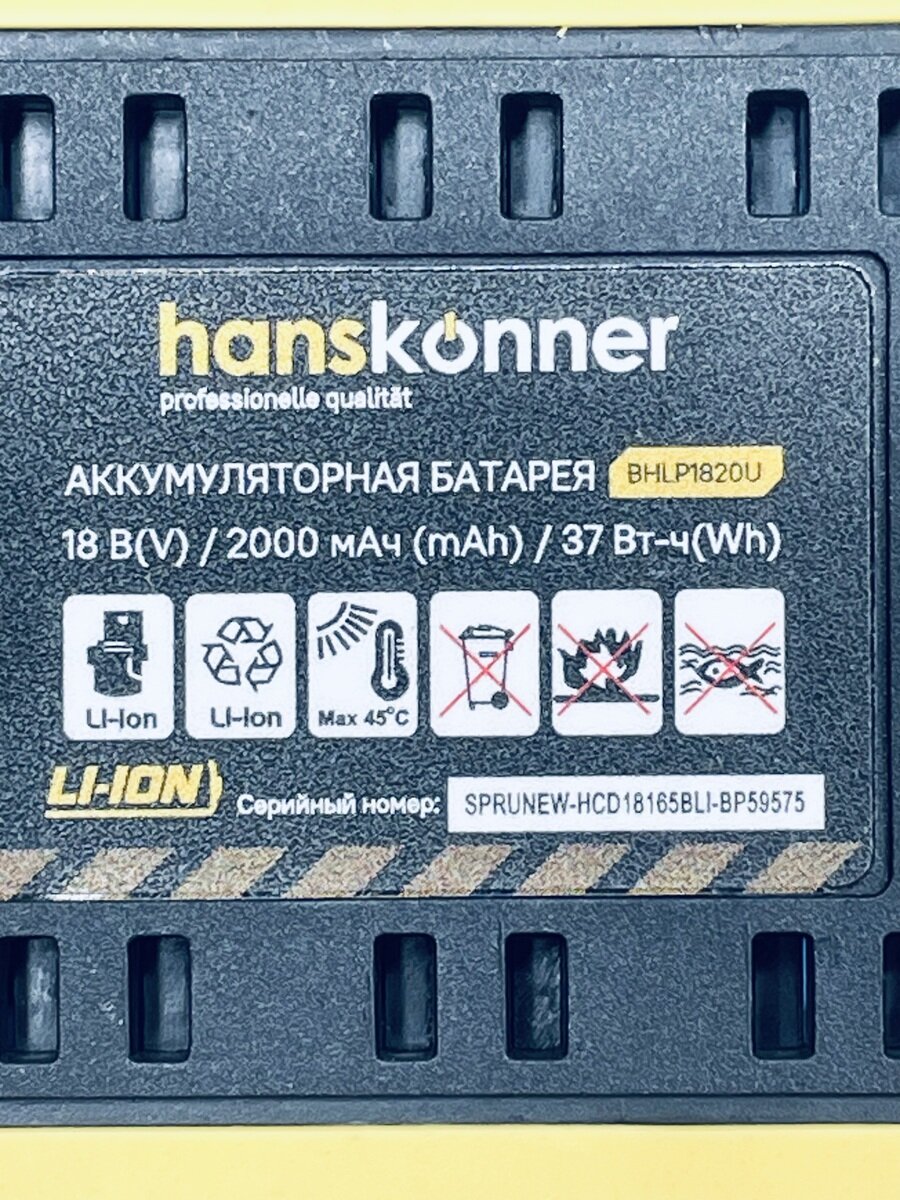 hanskönner
professionelle qualität
АККУМУЛЯТОРНАЯ БАТАРЕЯ BHLP1820U
18 В(V) / 2000 мАч (mAh) / 37 Вт-ч(Wh)
Li-Ion Li-Ion Max 45°C
LI-ION Серийный номер: SPRUNEW-HCD18165BLI-BP59575